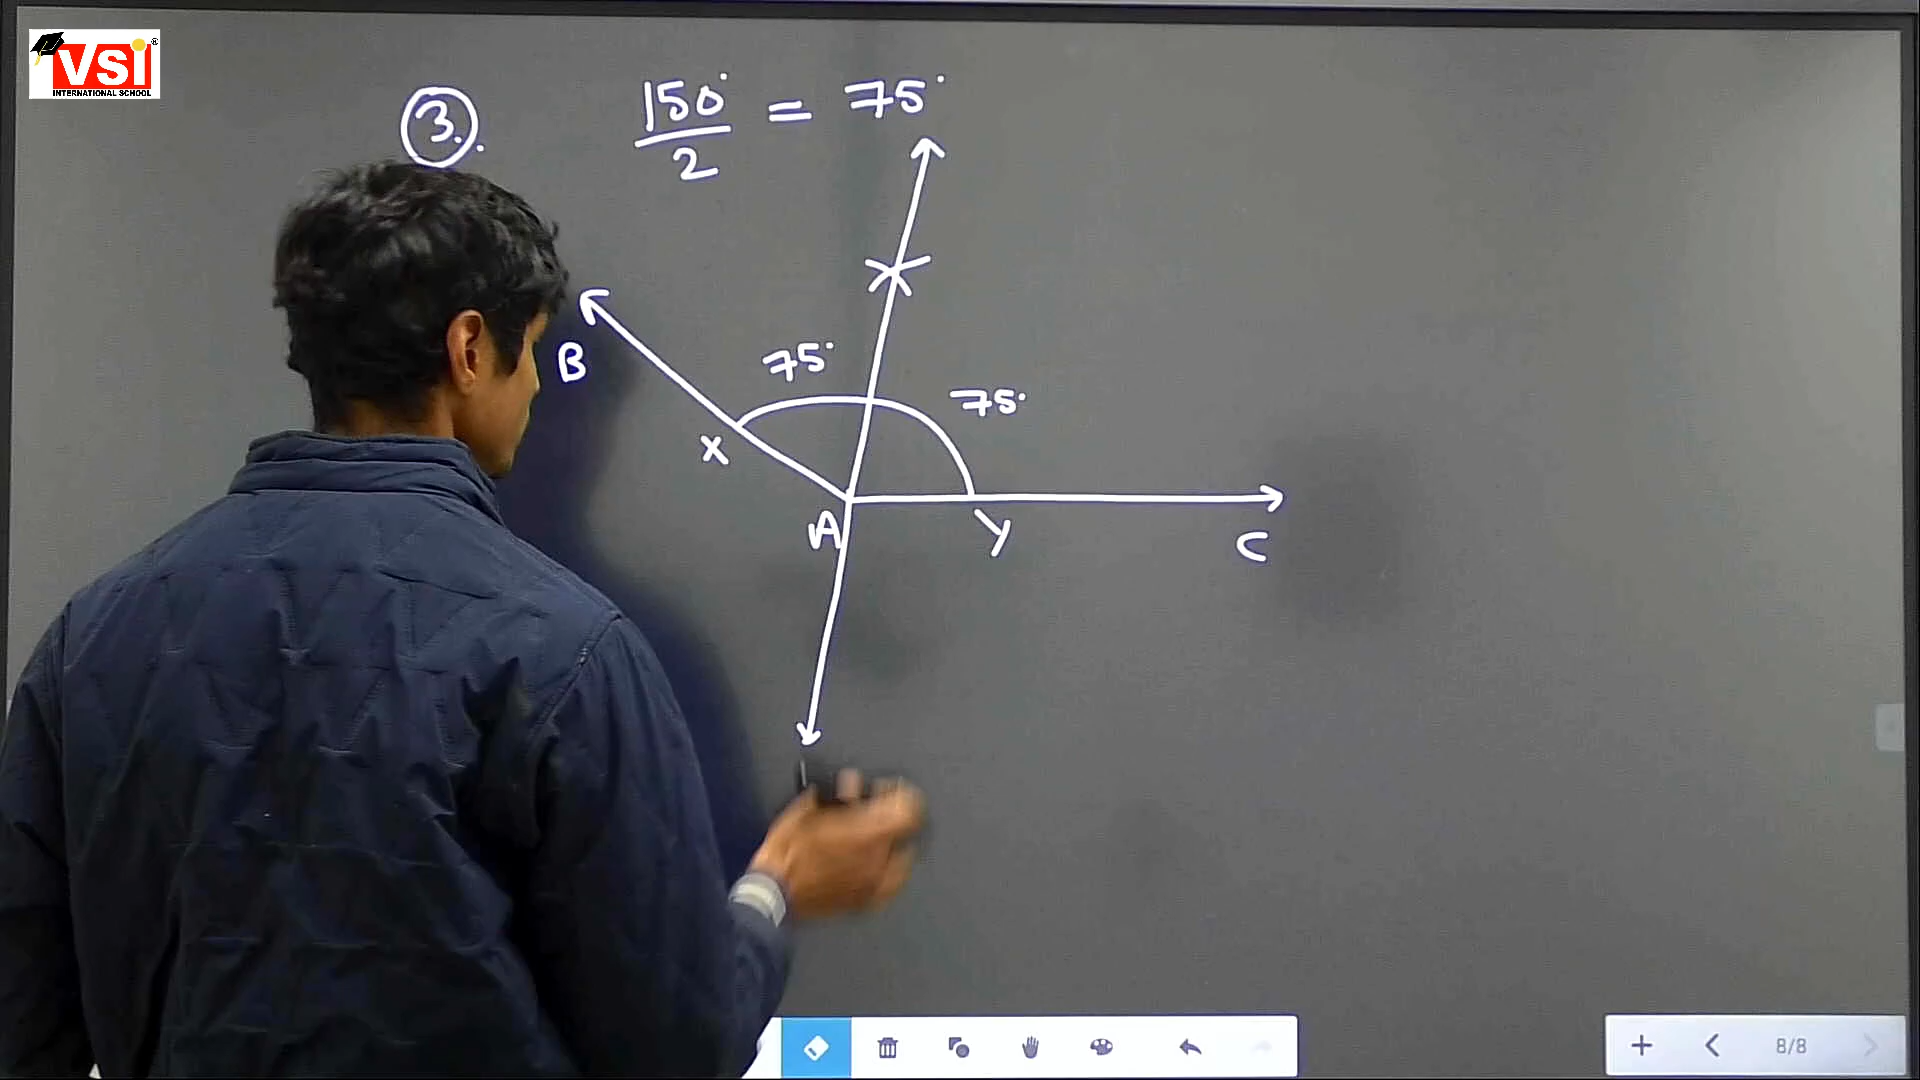 VSI
INTERNATIONAL SCHOOL
3. 150°/2 = 75°
B
75°
75°
X
A
Y
C
8/8